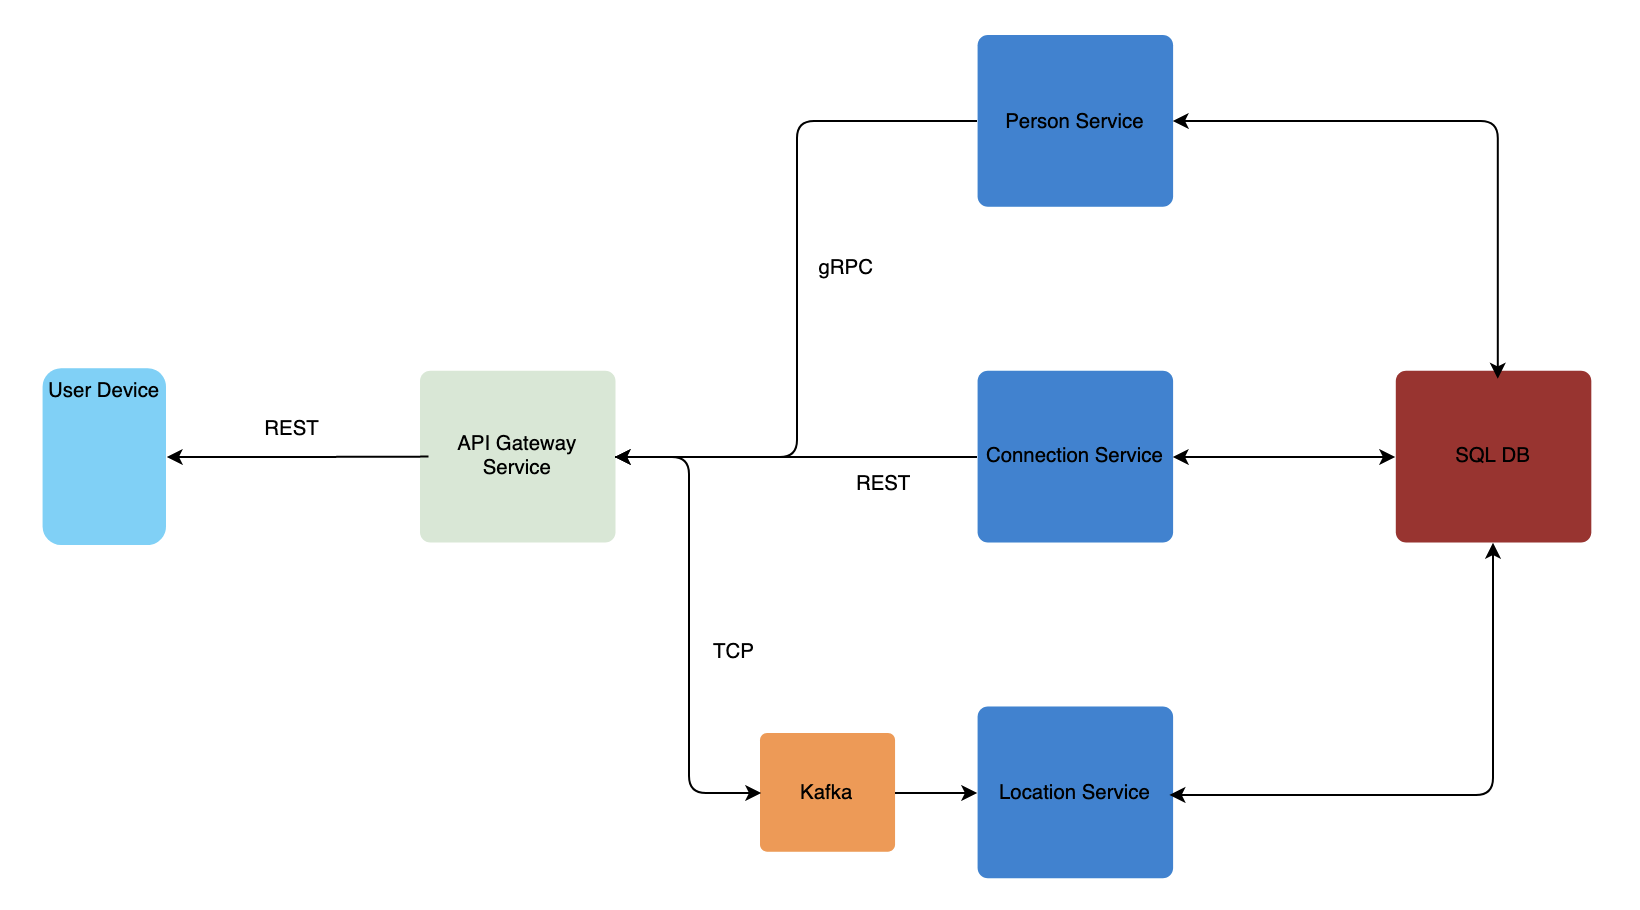 Person Service
gRPC
User Device
REST
API Gateway
Service
Connection Service
REST
SQL DB
TCP
Kafka
Location Service